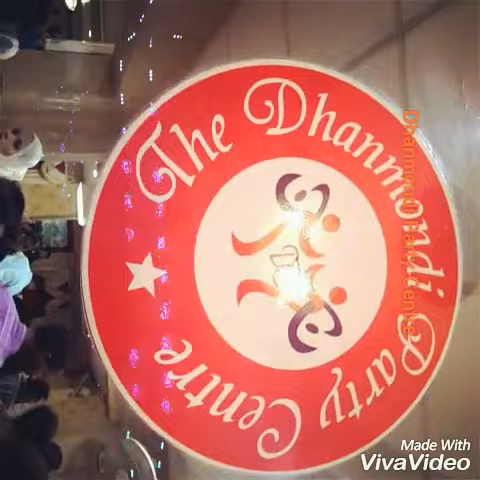 The Dhanmondi Party Centre
Dhanmondi Party Centre
Made With
VivaVideo